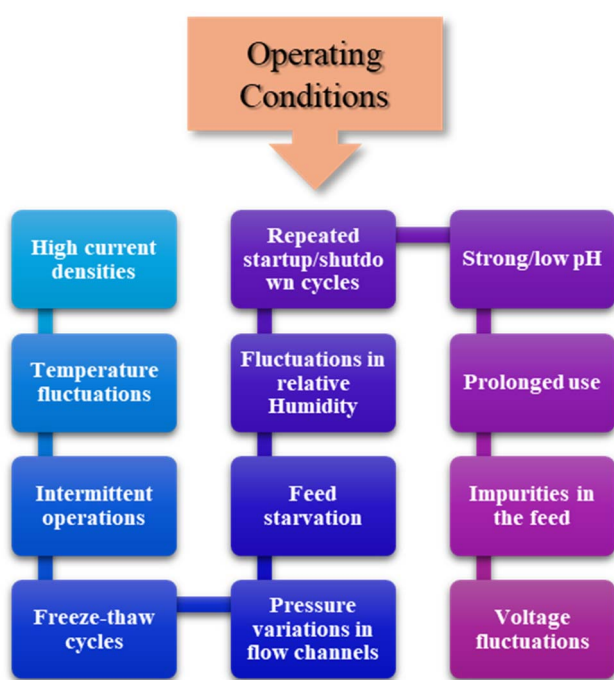 Operating
Conditions
High current
densities
Temperature
fluctuations
Intermittent
operations
Freeze-thaw
cycles
Pressure
variations in
flow channels
Feed
starvation
Fluctuations in
relative
Humidity
Repeated
startup/shutdo
wn cycles
Strong/low pH
Prolonged use
Impurities in
the feed
Voltage
fluctuations